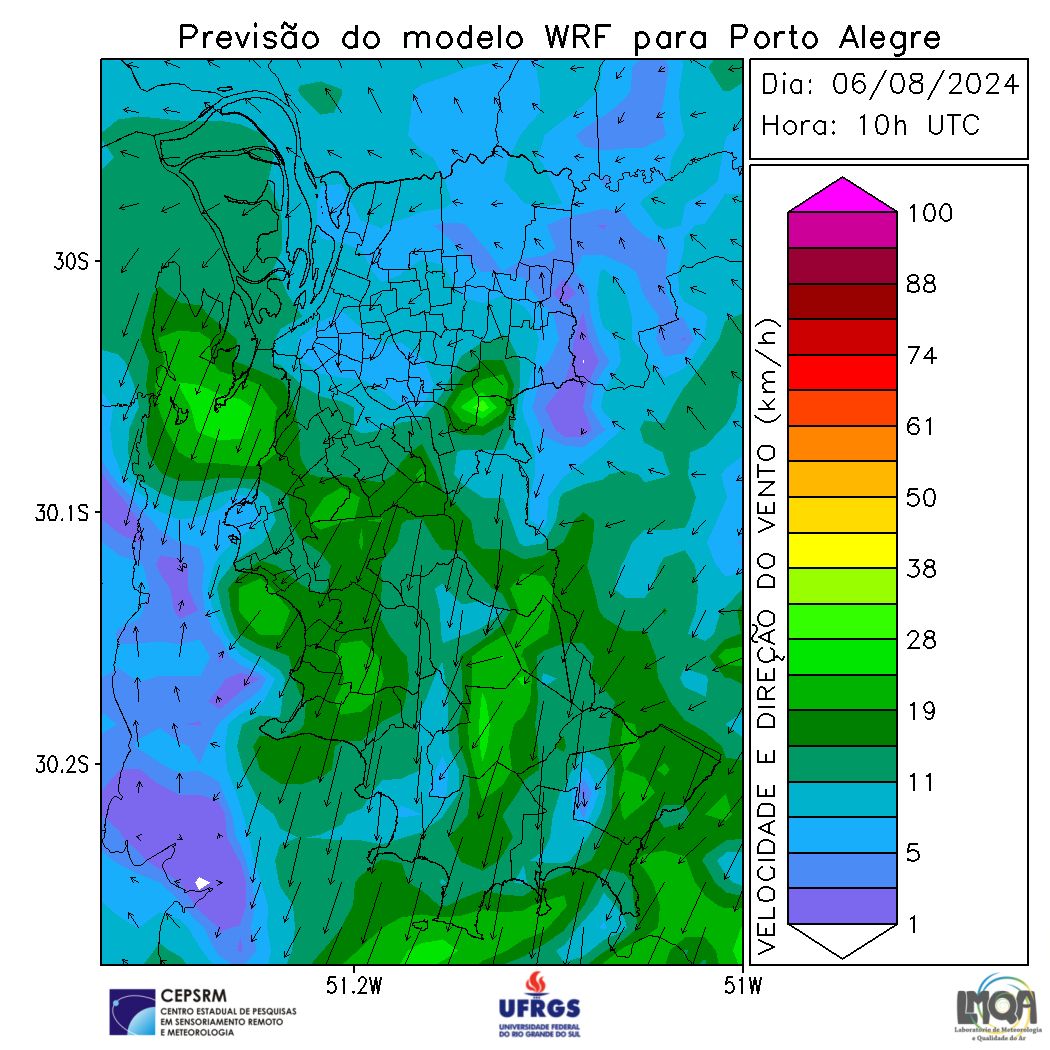 Previsão do modelo WRF para Porto Alegre
Dia: 06/08/2024
Hora: 10h UTC
30S
30.1S
30.2S
51.2W
51W
VELOCIDADE E DIREÇÃO DO VENTO (km/h)
100
88
74
61
50
38
28
19
11
5
1
CEPSRM
CENTRO ESTADUAL DE PESQUISAS
EM SENSORIAMENTO REMOTO
E METEOROLOGIA
UFRGS
UNIVERSIDADE FEDERAL
DO RIO GRANDE DO SUL
LMQA
Laboratório de Meteorologia
e Qualidade do Ar